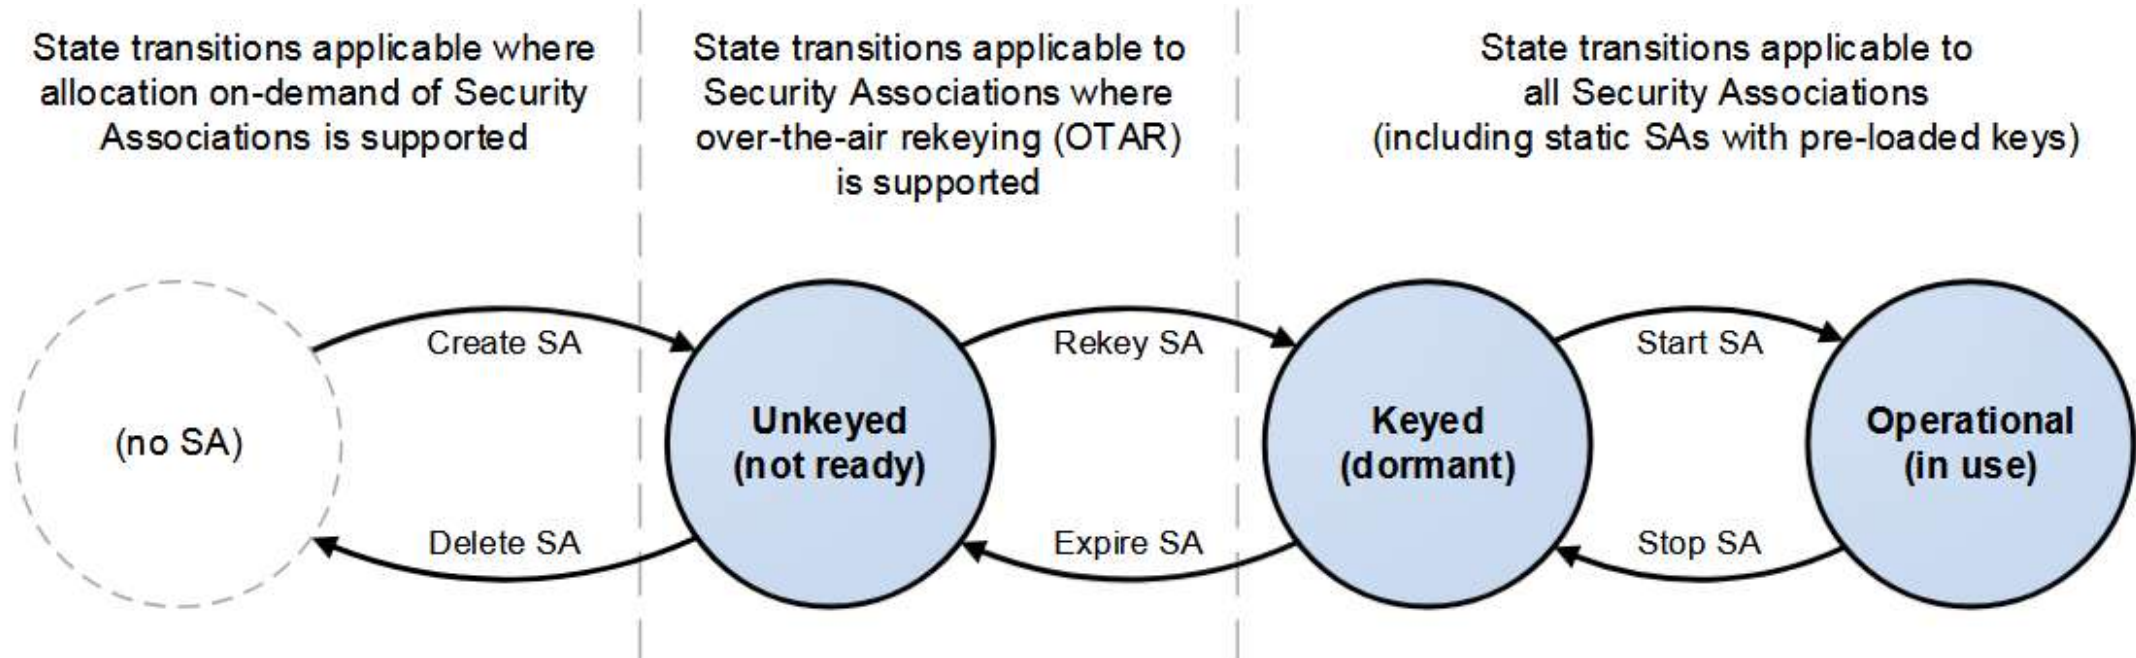 State transitions applicable where
allocation on-demand of Security
Associations is supported
State transitions applicable to
Security Associations where
over-the-air rekeying (OTAR)
is supported
State transitions applicable to
all Security Associations
(including static SAs with pre-loaded keys)
(no SA)
Create SA
Delete SA
Unkeyed
(not ready)
Rekey SA
Expire SA
Keyed
(dormant)
Start SA
Stop SA
Operational
(in use)